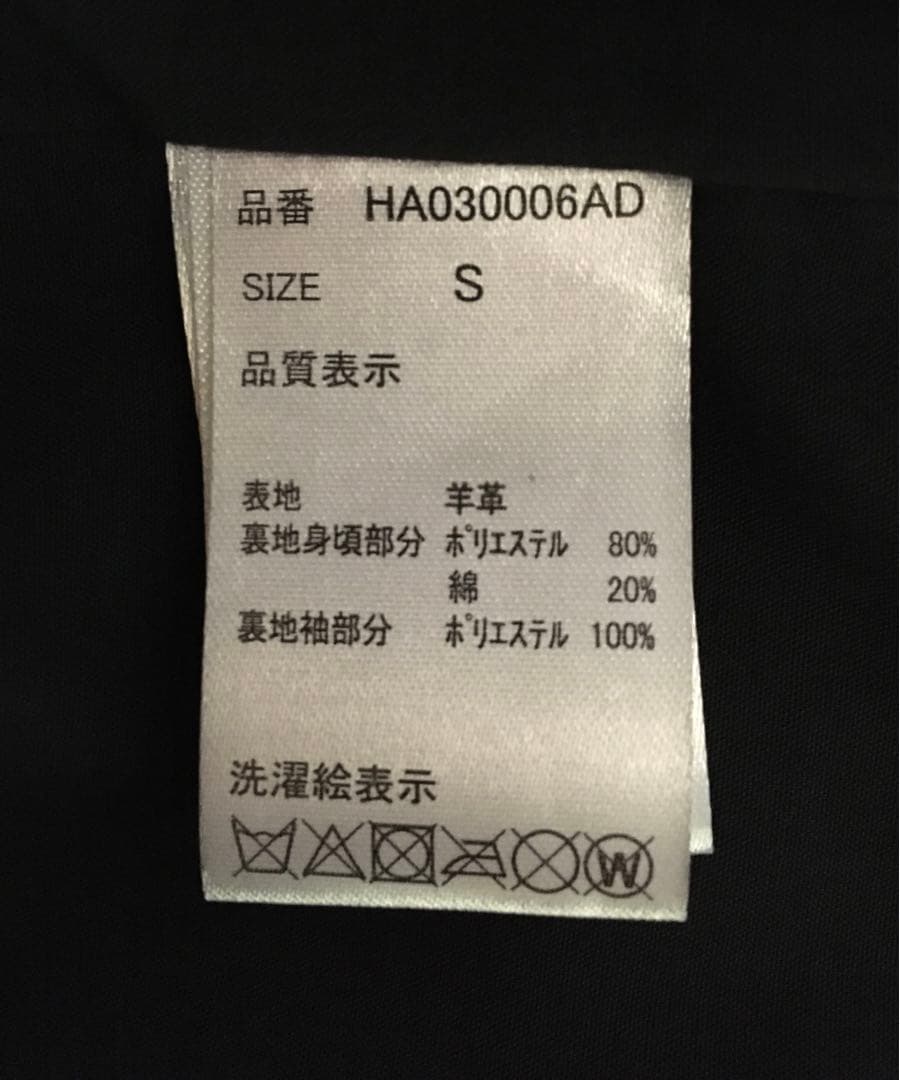 品番 HA030006AD
SIZE S
品質表示
表地 羊革
裏地身頃部分 ポリエステル 80%
綿 20%
裏地袖部分 ポリエステル 100%
洗濯絵表示
W